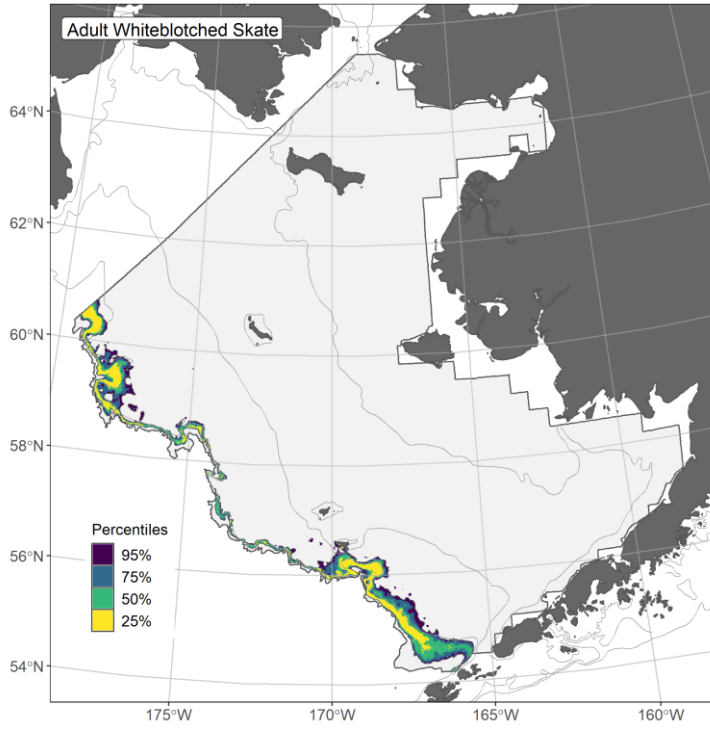 Adult Whiteblotched Skate
64°N
62°N
60°N
58°N
56°N
54°N
Percentiles
95%
75%
50%
25%
175°W
170°W
165°W
160°W